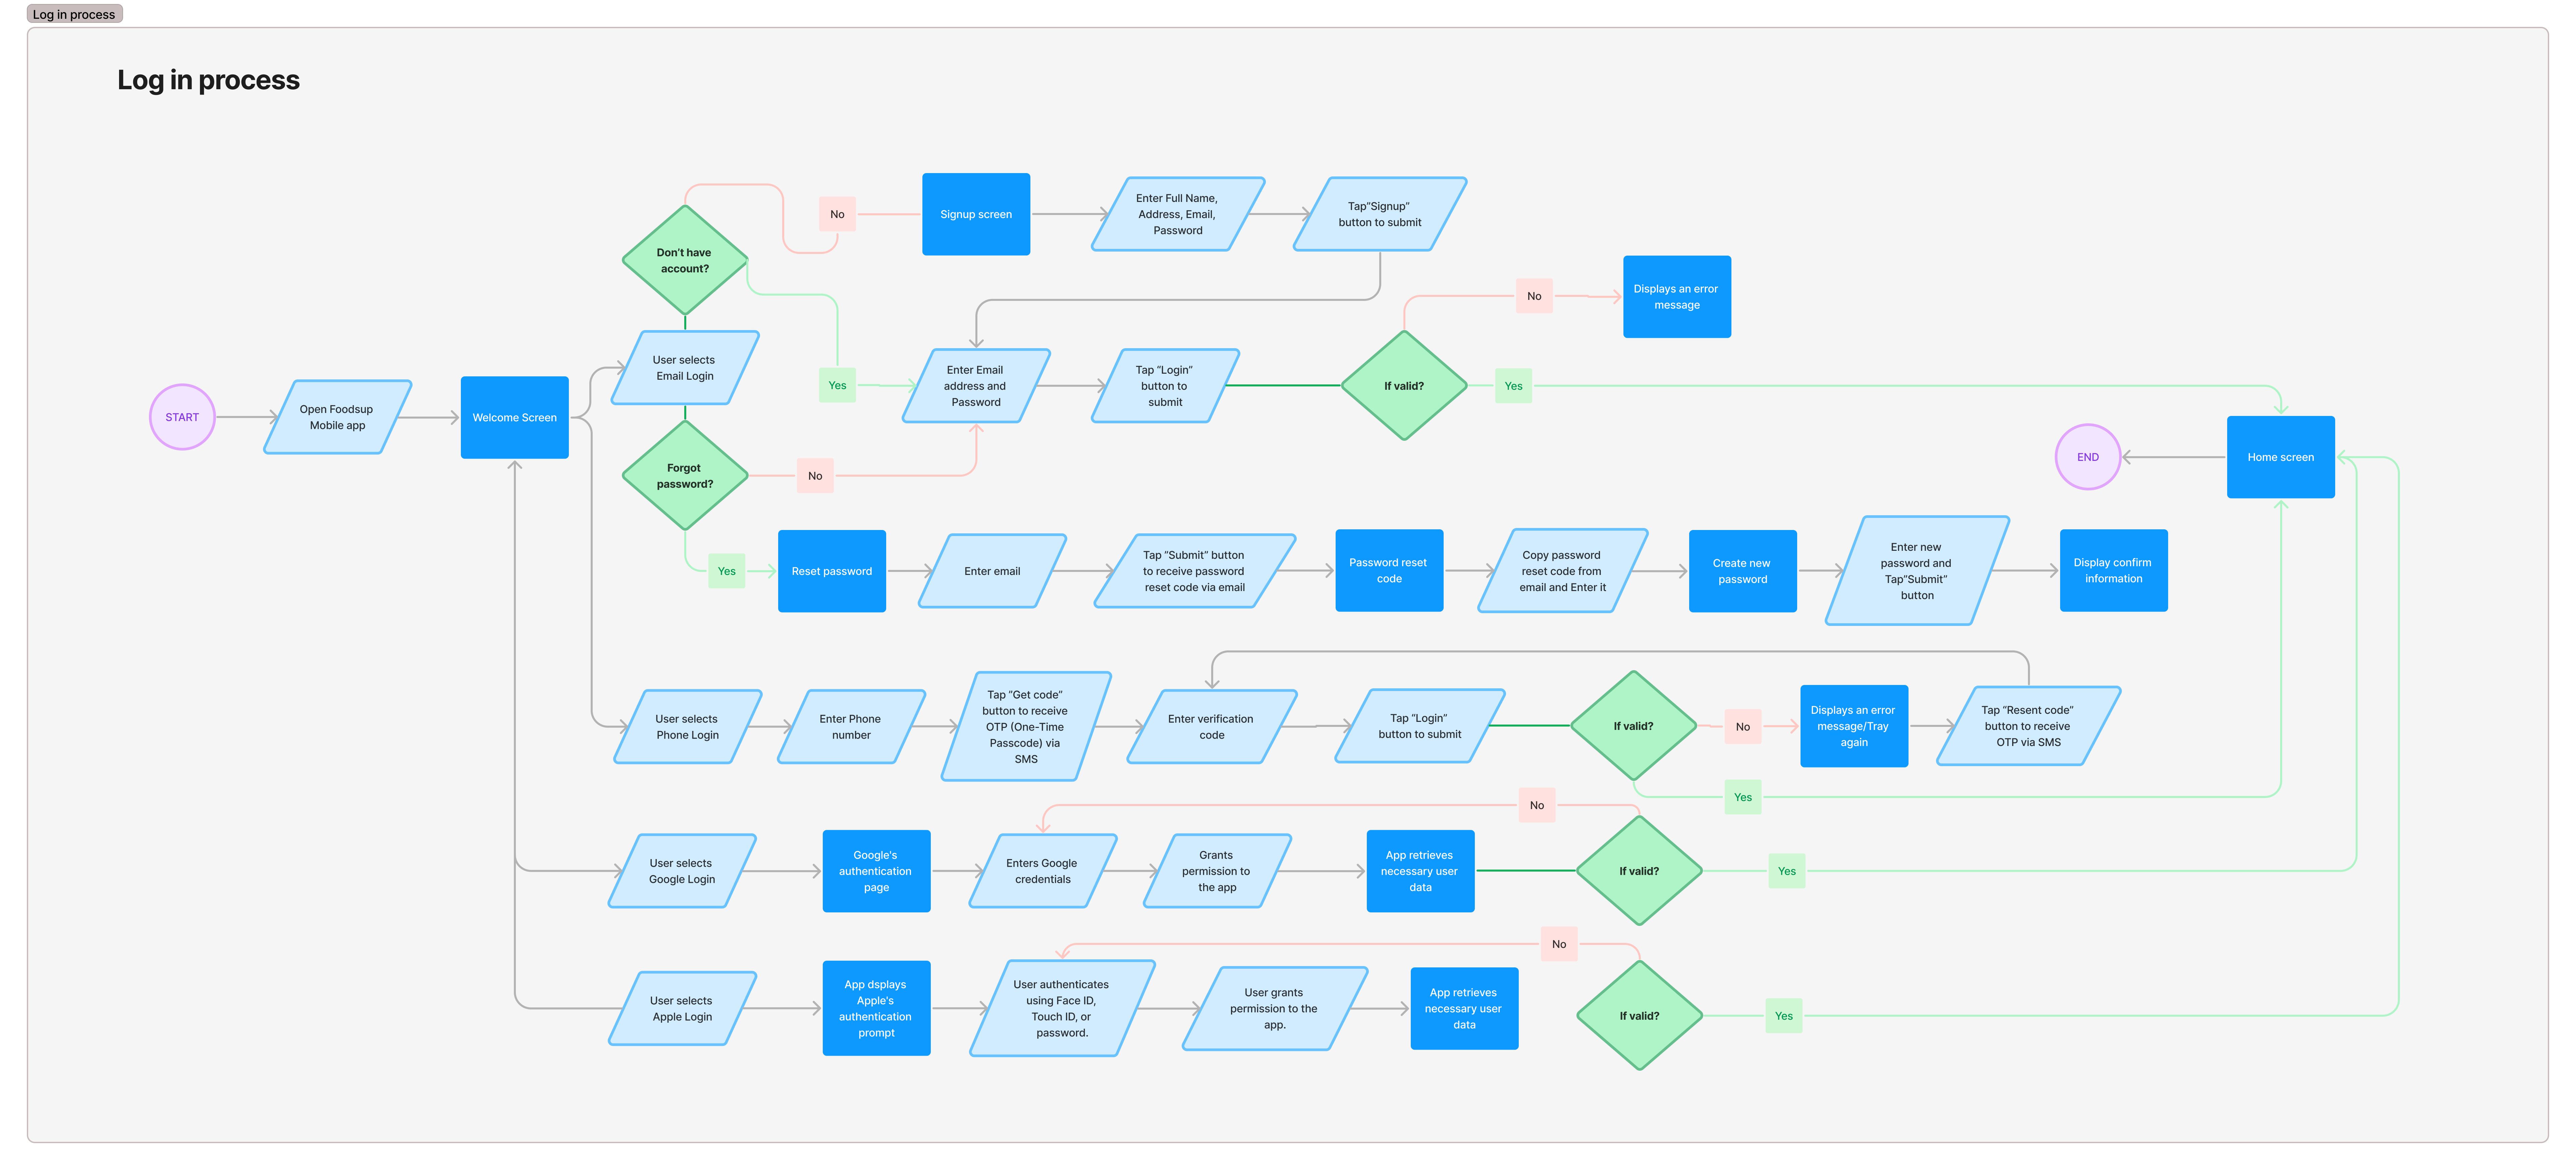 Log in process
Log in process
START
Open Foodsup
Mobile app
Welcome Screen
Don't have
account?
No
Yes
Signup screen
Enter Full Name,
Address, Email,
Password
Tap"Signup"
button to submit
User selects
Email Login
Enter Email
address and
Password
Tap "Login"
button to
submit
If valid?
No
Displays an error
message
Yes
Home screen
END
Forgot
password?
No
Yes
Reset password
Enter email
Tap "Submit" button
to receive password
reset code via email
Password reset
code
Copy password
reset code from
email and Enter it
Create new
password
Enter new
password and
Tap"Submit"
button
Display confirm
information
User selects
Phone Login
Enter Phone
number
Tap "Get code"
button to receive
OTP (One-Time
Passcode) via
SMS
Enter verification
code
Tap "Login"
button to submit
If valid?
No
Displays an error
message/Tray
again
Tap "Resent code"
button to receive
OTP via SMS
Yes
User selects
Google Login
Google's
authentication
page
Enters Google
credentials
Grants
permission to
the app
App retrieves
necessary user
data
No
If valid?
Yes
User selects
Apple Login
App dsplays
Apple's
authentication
prompt
User authenticates
using Face ID,
Touch ID, or
password.
User grants
permission to the
app.
App retrieves
necessary user
data
No
If valid?
Yes